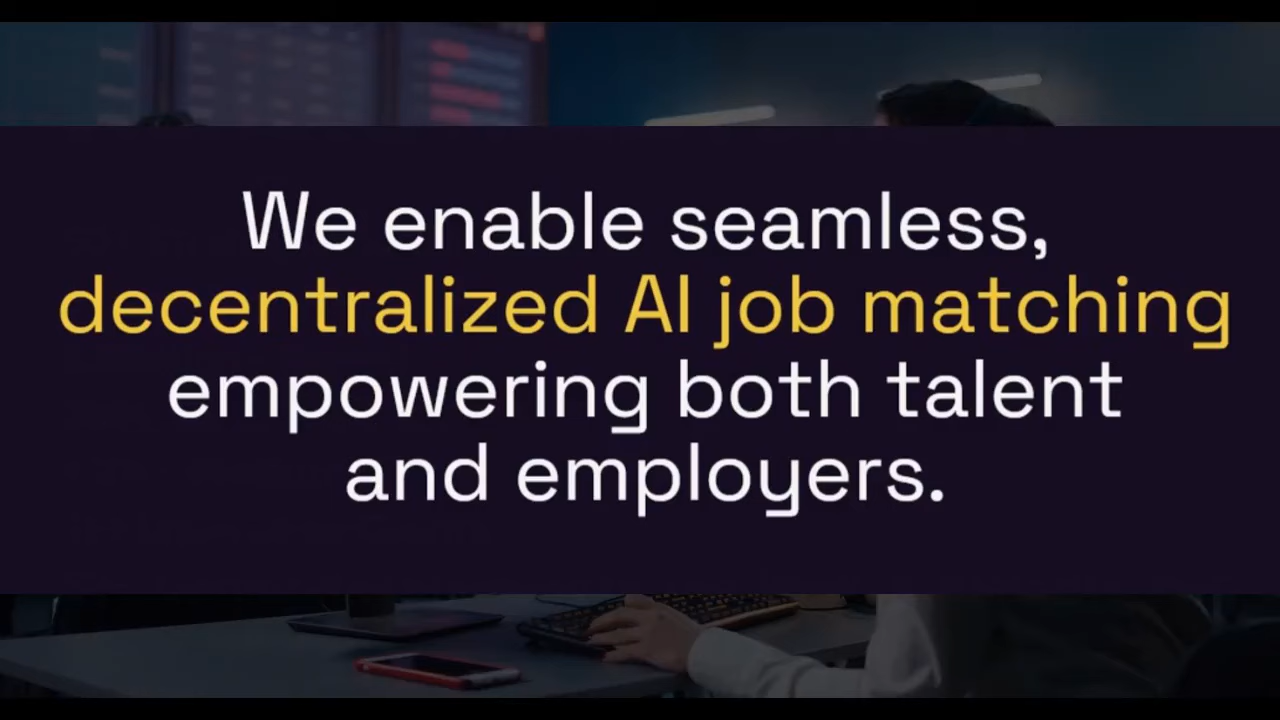 We enable seamless,
decentralized AI job matching
empowering both talent
and employers.